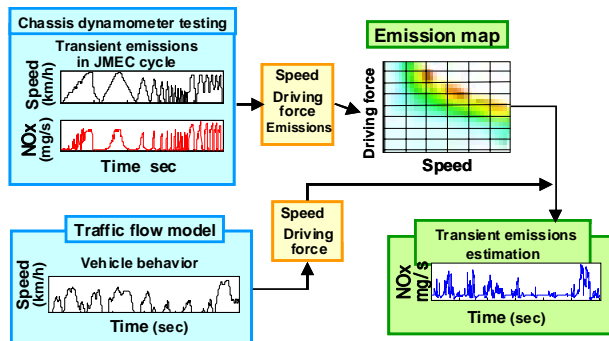 Chassis dynamometer testing
Transient emissions
in JMEC cycle
Speed
(km/h)
NOx
(mg/s)
Time sec
Speed
Driving
force
Emissions
Emission map
Driving force
Speed
Traffic flow model
Vehicle behavior
Speed
(km/h)
Time (sec)
Speed
Driving
force
Transient emissions
estimation
NOx
mg/s
Time (sec)